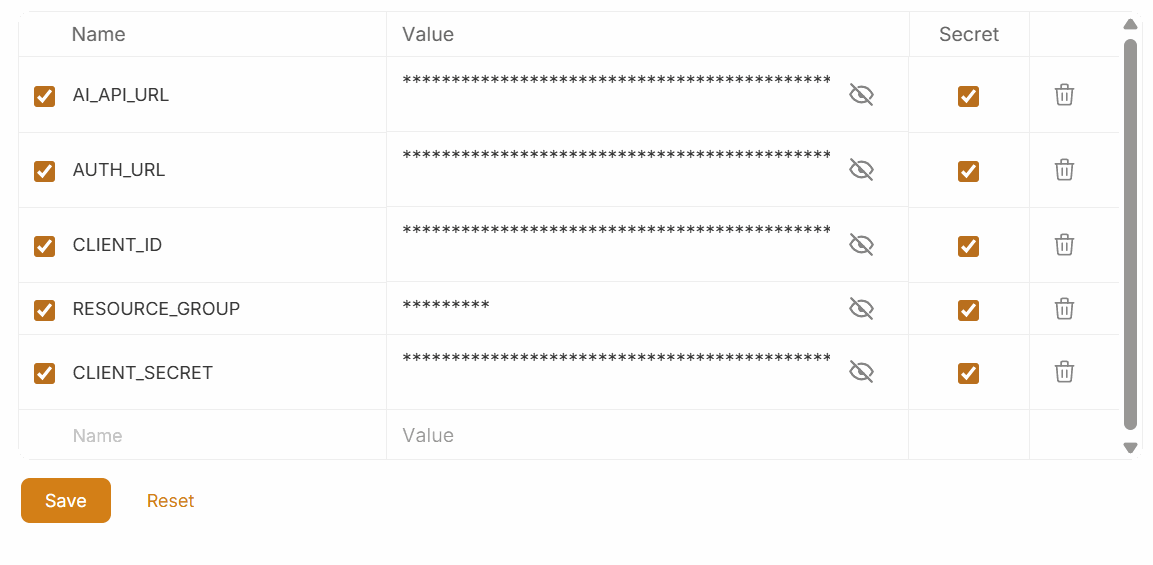 Name Value Secret
AI_API_URL ********************************************
AUTH_URL ********************************************
CLIENT_ID ********************************************
RESOURCE_GROUP *********
CLIENT_SECRET ********************************************
Name Value
Save Reset